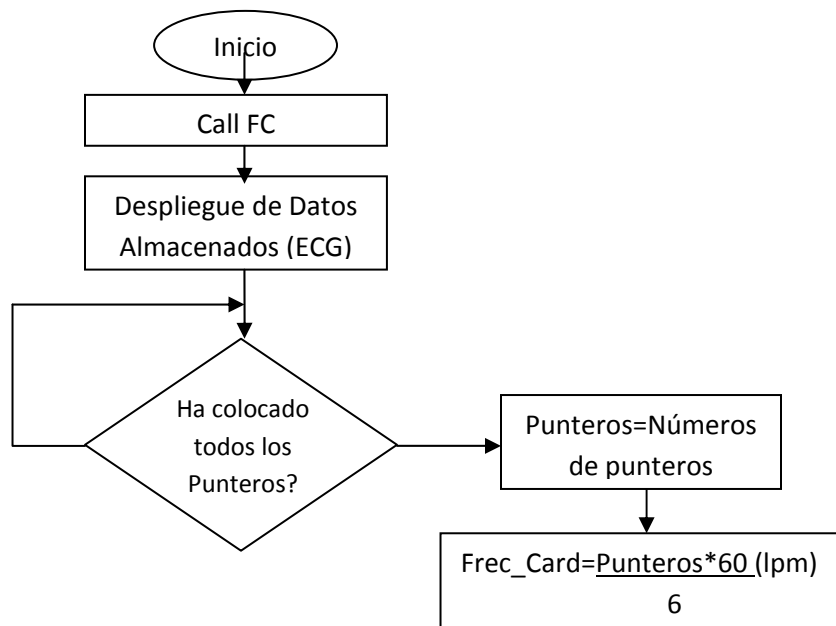 Inicio
Call FC
Despliegue de Datos
Almacenados (ECG)
Ha colocado
todos los
Punteros?
Punteros=Números
de punteros
Frec_Card=Punteros*60 (lpm)
6